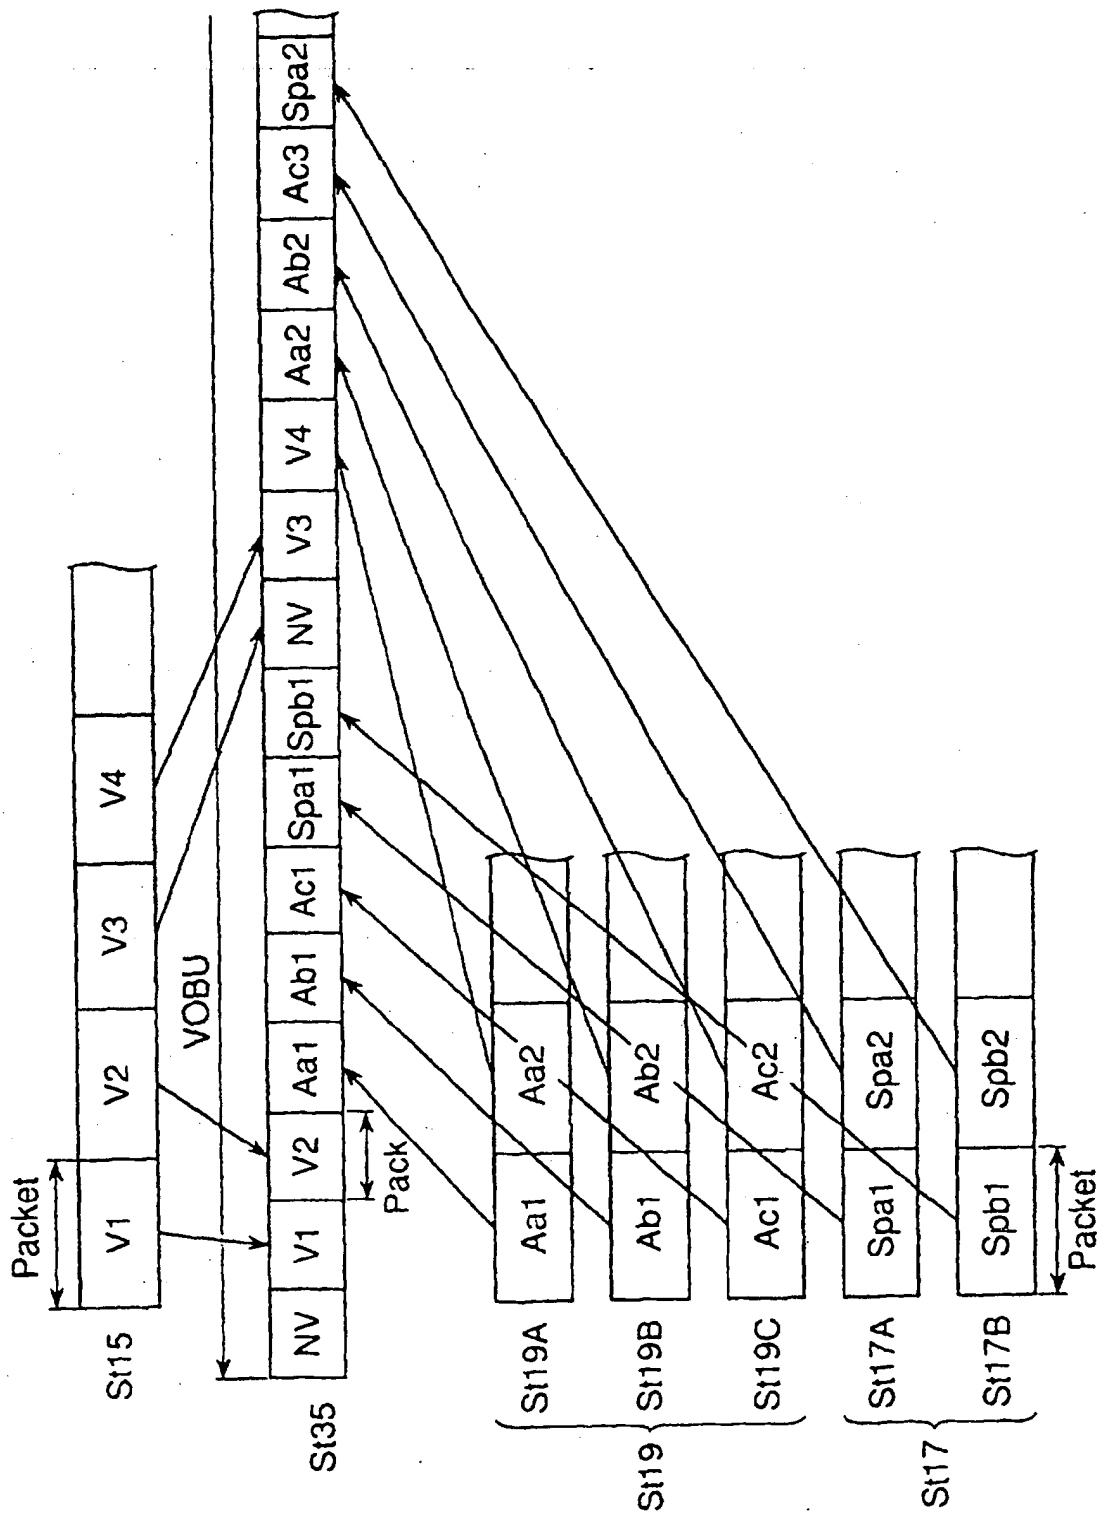 Packet
St15 V1 V2 V3 V4
VOBU
St35 NV V1 V2 Aa1 Ab1 Ac1 Spa1 Spb1 NV V3 V4 Aa2 Ab2 Ac3 Spa2
Pack
St19
St19A Aa1 Aa2
St19B Ab1 Ab2
St19C Ac1 Ac2
St17
St17A Spa1 Spa2
St17B Spb1 Spb2
Packet